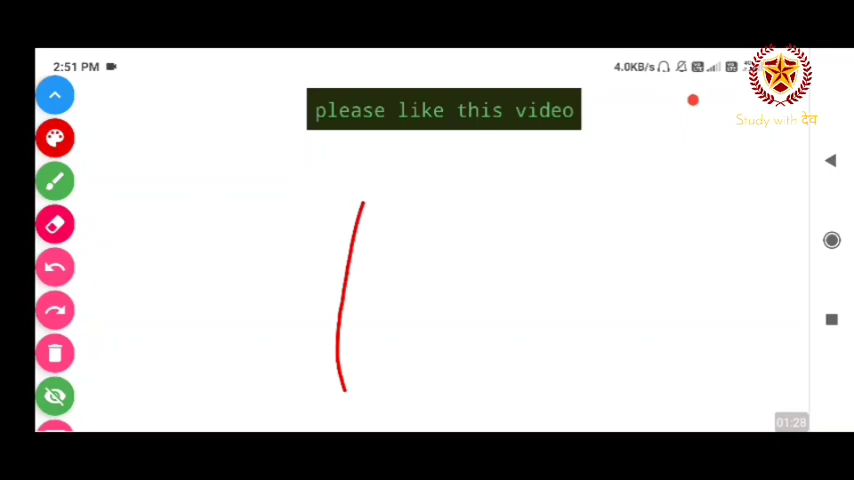 2:51 PM
4.0KB/s
please like this video
Study with देव
01:28